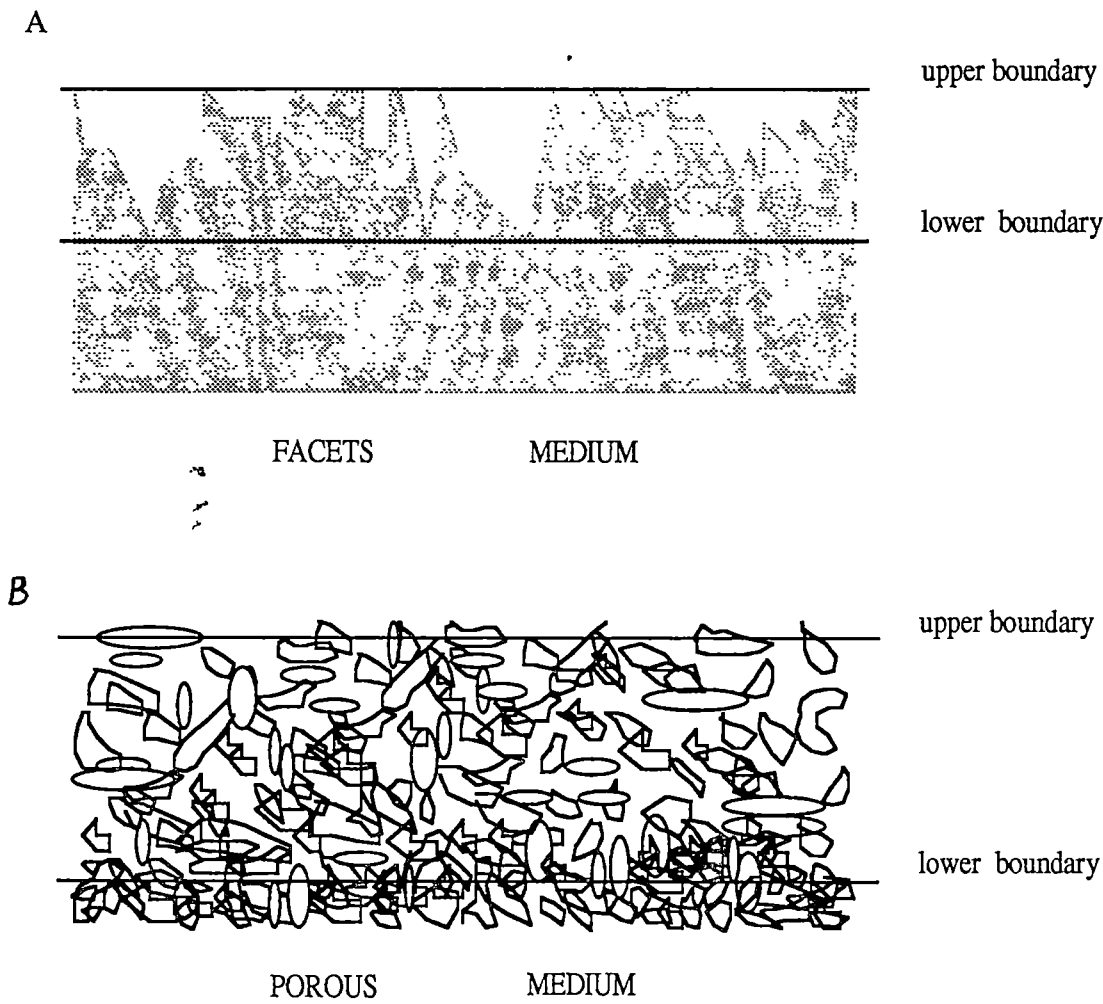 A
upper boundary
lower boundary
FACETS MEDIUM
B
upper boundary
lower boundary
POROUS MEDIUM